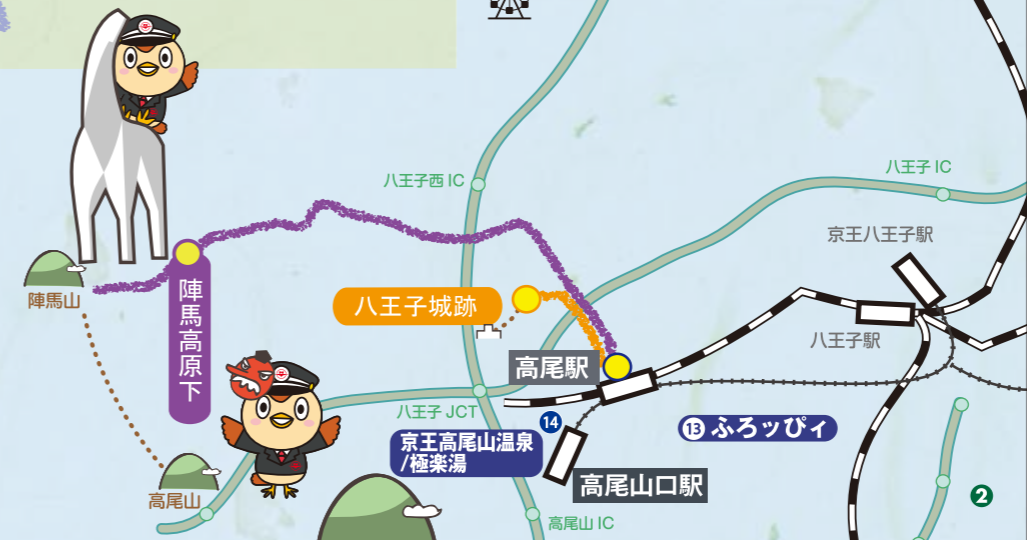 八王子西 IC
八王子 IC
京王八王子駅
陣馬山
陣馬高原下
八王子城跡
八王子駅
高尾駅
八王子 JCT
14
京王高尾山温泉
/極楽湯
13 ふろッぴィ
高尾山
高尾山口駅
高尾山 IC
2